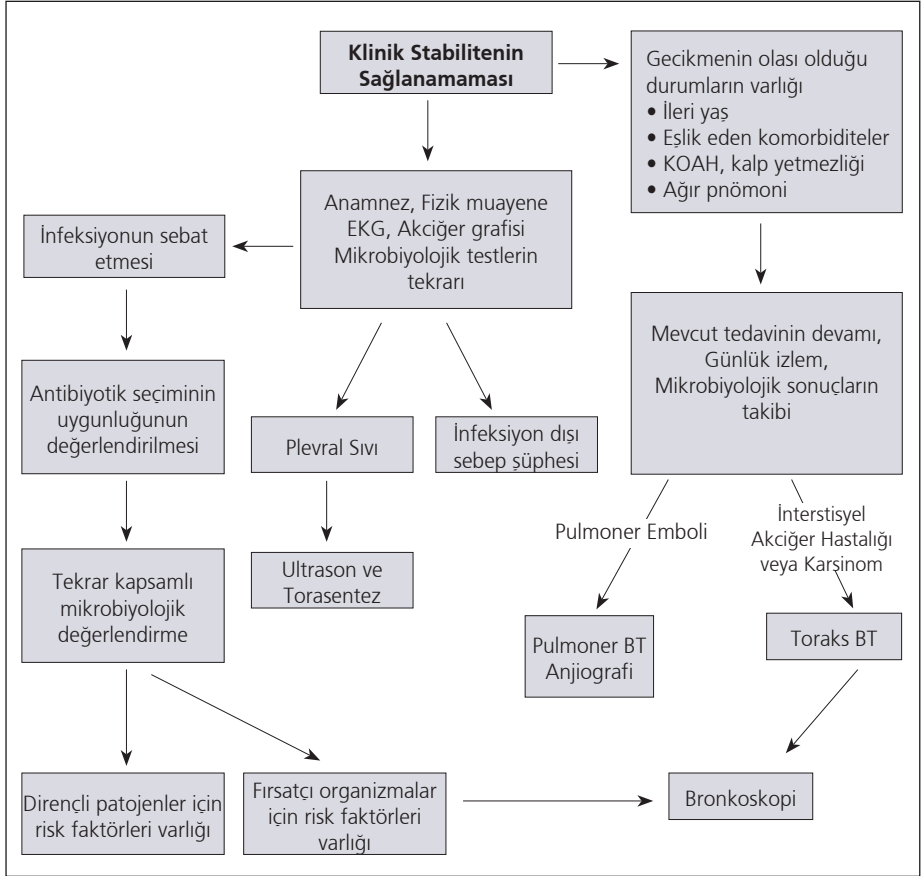 Klinik Stabilitenin
Sağlanamaması
Gecikmenin olası olduğu
durumların varlığı
• İleri yaş
• Eşlik eden komorbiditeler
• KOAH, kalp yetmezliği
• Ağır pnömoni
Anamnez, Fizik muayene
EKG, Akciğer grafisi
Mikrobiyolojik testlerin
tekrarı
İnfeksiyonun sebat
etmesi
Mevcut tedavinin devamı,
Günlük izlem,
Mikrobiyolojik sonuçların
takibi
Antibiyotik seçiminin
uygunluğunun
değerlendirilmesi
Plevral Sıvı
İnfeksiyon dışı
sebep şüphesi
Pulmoner Emboli
İnterstisyel
Akciğer Hastalığı
veya Karsinom
Tekrar kapsamlı
mikrobiyolojik
değerlendirme
Ultrason ve
Torasentez
Pulmoner BT
Anjiografi
Toraks BT
Dirençli patojenler için
risk faktörleri varlığı
Fırsatçı organizmalar
için risk faktörleri
varlığı
Bronkoskopi